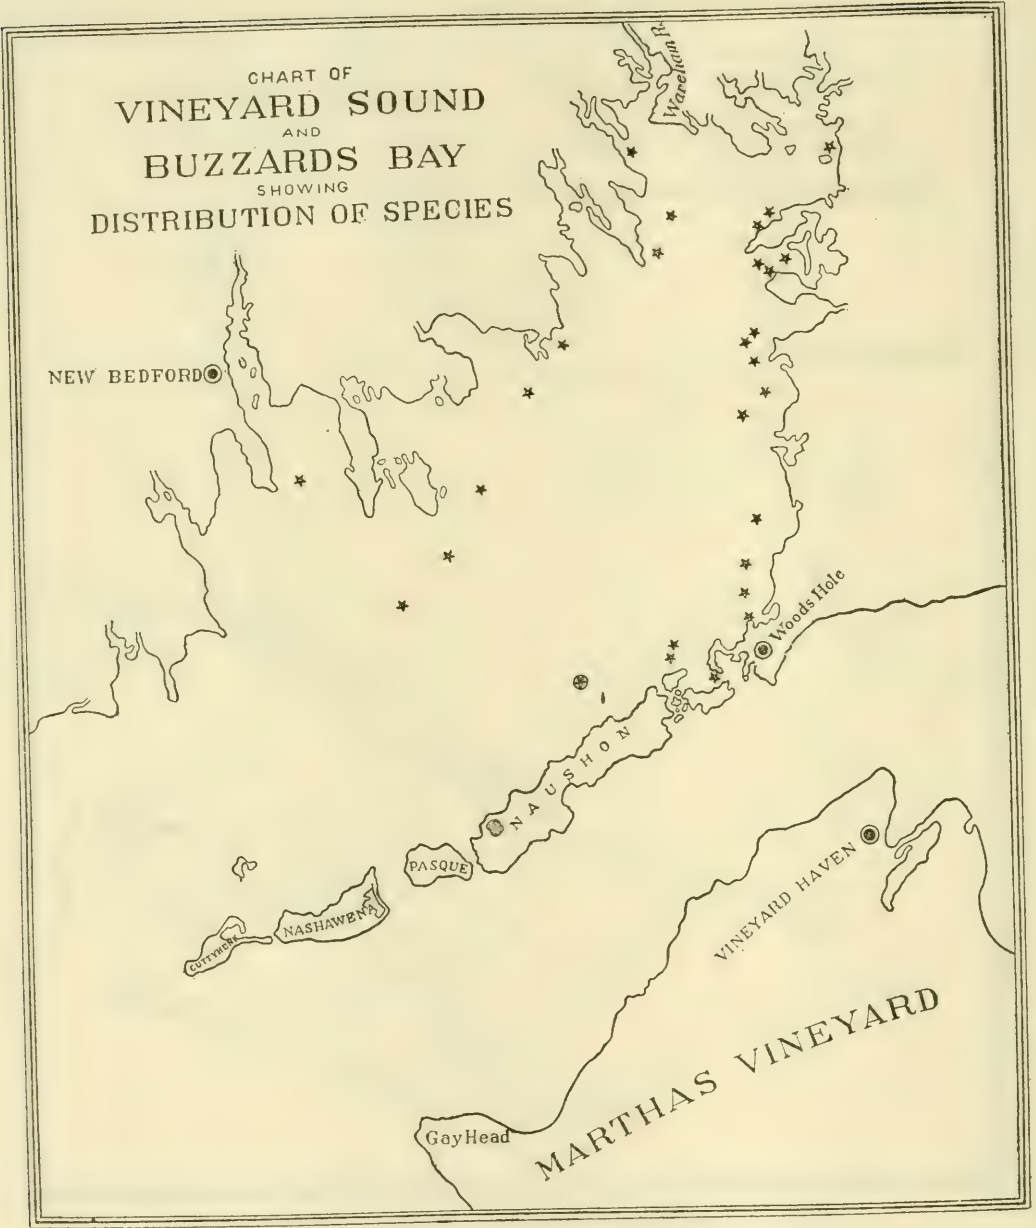 CHART OF
VINEYARD SOUND
AND
BUZZARDS BAY
SHOWING
DISTRIBUTION OF SPECIES
Wareham R.
NEW BEDFORD
Woods Hole
NAUSHON
PASQUE
NASHAWENA
CUTTYHUNK
VINEYARD HAVEN
MARTHAS VINEYARD
Gay Head